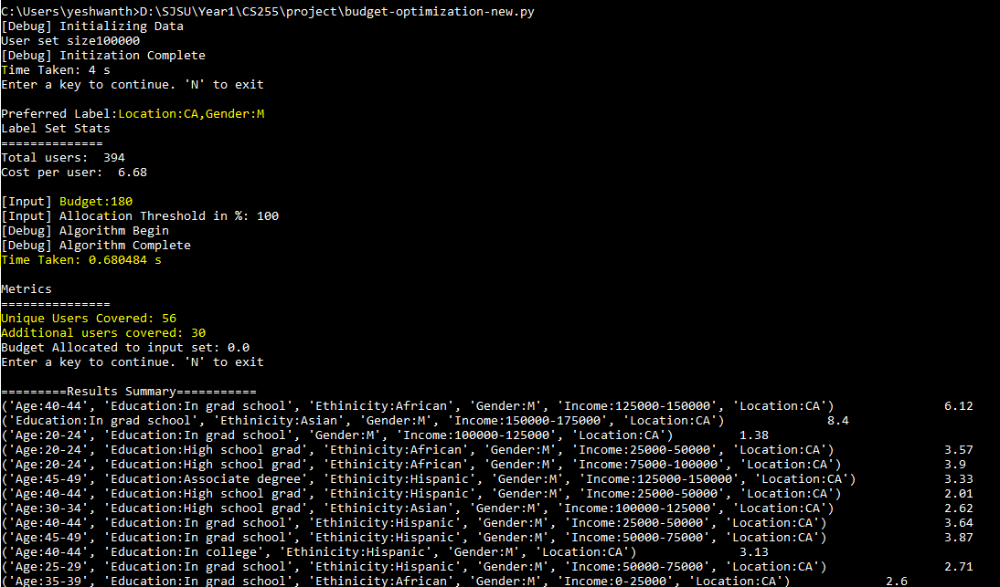 C:\Users\yeshwanth>D:\SJSU\Year1\CS255\project\budget-optimization-new.py
[Debug] Initializing Data
User set size100000
[Debug] Initization Complete
Time Taken: 4 s
Enter a key to continue. 'N' to exit
Preferred Label:Location:CA,Gender:M
Label Set Stats
==============
Total users:  394
Cost per user:  6.68
[Input] Budget:180
[Input] Allocation Threshold in %: 100
[Debug] Algorithm Begin
[Debug] Algorithm Complete
Time Taken: 0.680484 s
Metrics
===============
Unique Users Covered: 56
Additional users covered: 30
Budget Allocated to input set: 0.0
Enter a key to continue. 'N' to exit
=========Results Summary===========
('Age:40-44', 'Education:In grad school', 'Ethinicity:African', 'Gender:M', 'Income:125000-150000', 'Location:CA') 6.12
('Education:In grad school', 'Ethinicity:Asian', 'Gender:M', 'Income:150000-175000', 'Location:CA') 8.4
('Age:20-24', 'Education:In grad school', 'Gender:M', 'Income:100000-125000', 'Location:CA') 1.38
('Age:20-24', 'Education:High school grad', 'Ethinicity:African', 'Gender:M', 'Income:25000-50000', 'Location:CA') 3.57
('Age:20-24', 'Education:High school grad', 'Ethinicity:African', 'Gender:M', 'Income:75000-100000', 'Location:CA') 3.9
('Age:45-49', 'Education:Associate degree', 'Ethinicity:Hispanic', 'Gender:M', 'Income:125000-150000', 'Location:CA') 3.33
('Age:40-44', 'Education:High school grad', 'Ethinicity:Hispanic', 'Gender:M', 'Income:25000-50000', 'Location:CA') 2.01
('Age:30-34', 'Education:High school grad', 'Ethinicity:Asian', 'Gender:M', 'Income:100000-125000', 'Location:CA') 2.62
('Age:40-44', 'Education:In grad school', 'Ethinicity:Hispanic', 'Gender:M', 'Income:25000-50000', 'Location:CA') 3.64
('Age:45-49', 'Education:In grad school', 'Ethinicity:Hispanic', 'Gender:M', 'Income:50000-75000', 'Location:CA') 3.87
('Age:40-44', 'Education:In college', 'Ethinicity:Hispanic', 'Gender:M', 'Location:CA') 3.13
('Age:25-29', 'Education:In grad school', 'Ethinicity:Hispanic', 'Gender:M', 'Income:50000-75000', 'Location:CA') 2.71
('Age:35-39', 'Education:In grad school', 'Ethinicity:African', 'Gender:M', 'Income:0-25000', 'Location:CA') 2.6